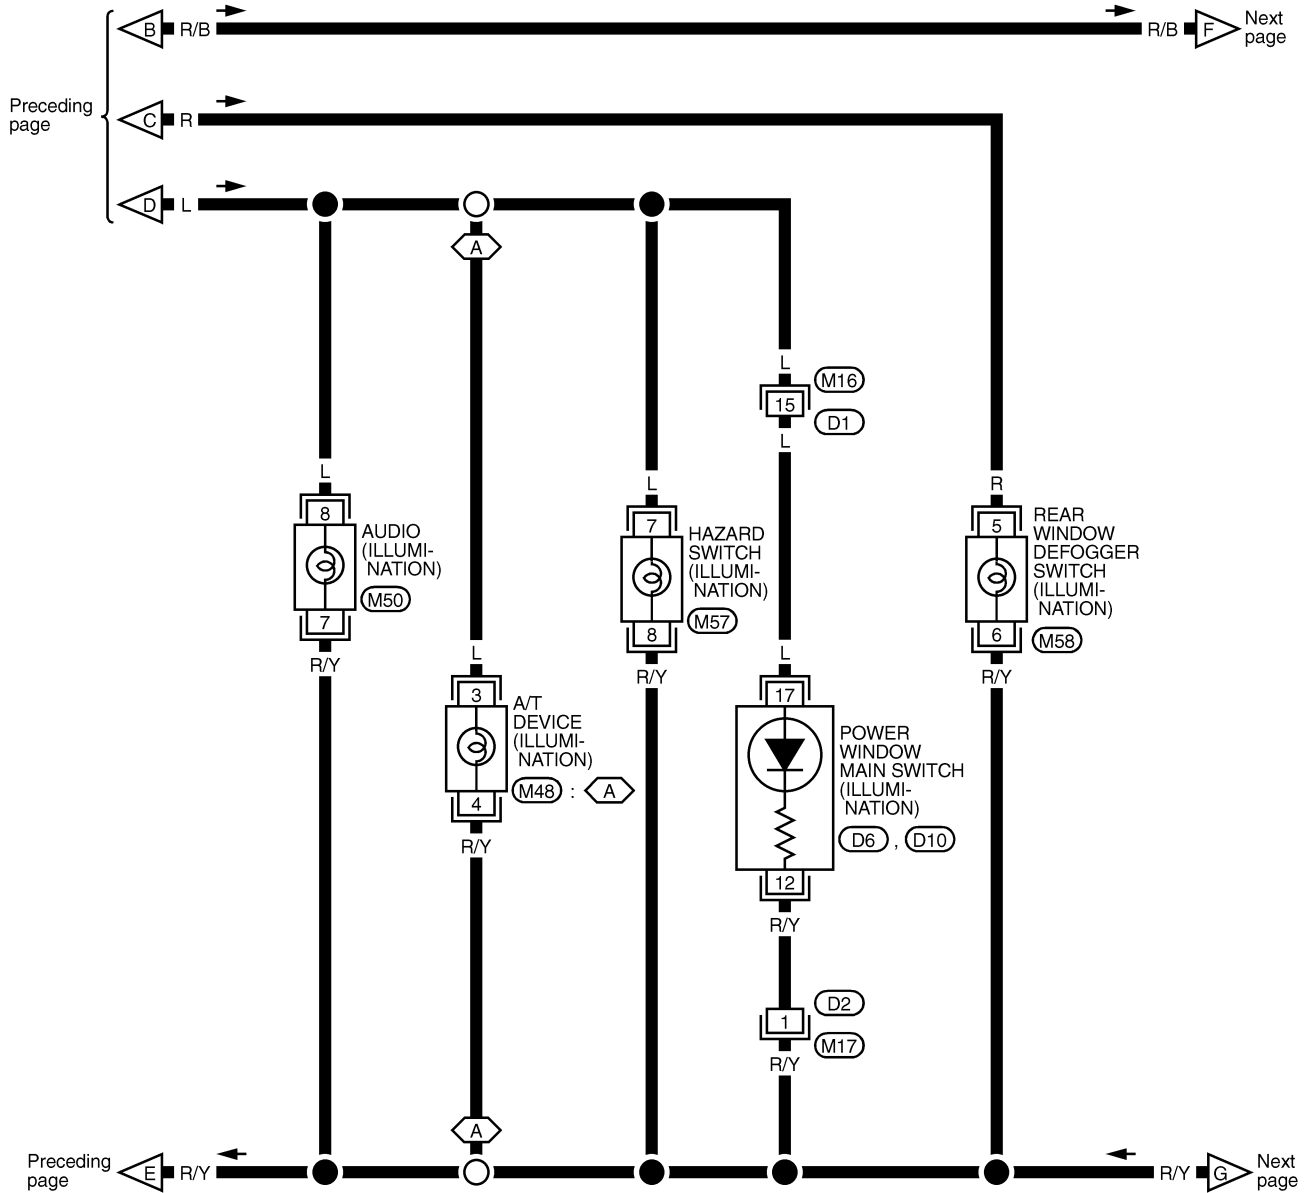 B R/B R/B F Next
page
Preceding
page
C R
D L
A
L
M16
15
D1
L
L
8
AUDIO
(ILLUMI-
NATION)
M50
7
R/Y
L
3
A/T
DEVICE
(ILLUMI-
NATION)
M48 : A
4
R/Y
L
7
HAZARD
SWITCH
(ILLUMI-
NATION)
M57
8
R/Y
L
17
POWER
WINDOW
MAIN SWITCH
(ILLUMI-
NATION)
D6 , D10
12
R/Y
D2
1
M17
R/Y
R
5
REAR
WINDOW
DEFOGGER
SWITCH
(ILLUMI-
NATION)
M58
6
R/Y
A
Preceding
page
E R/Y R/Y G
Next
page